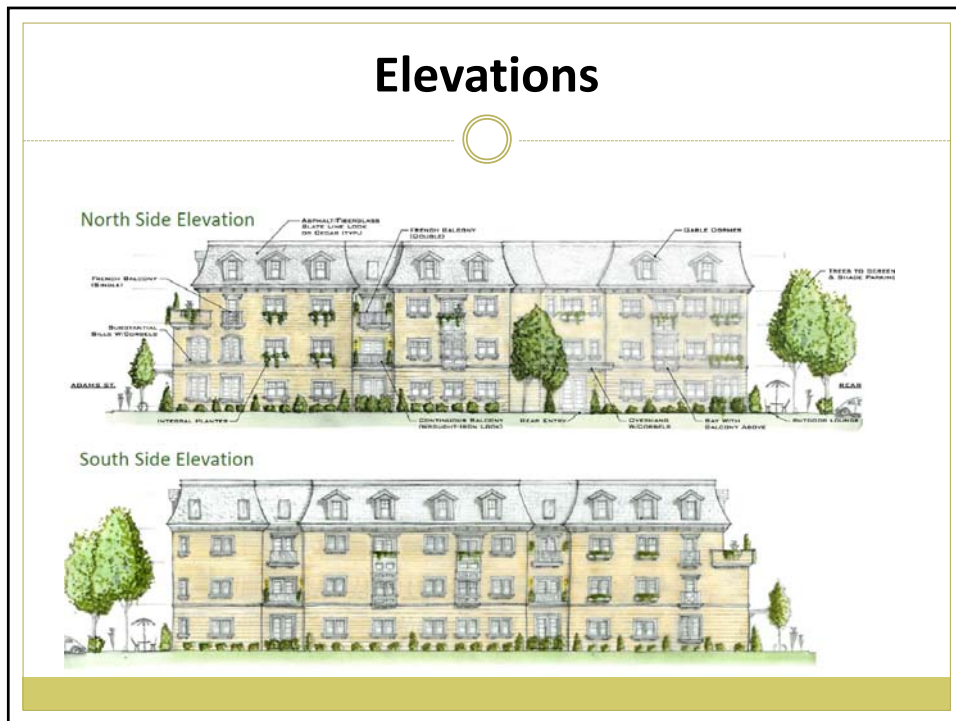 Elevations
North Side Elevation
ASPHALT/FIBERGLASS
SLATE LINE LOOK
OR CEDAR (TYP.)
FRENCH BALCONY
(DOUBLE)
GABLE DORMER
TREES TO SCREEN
& SHADE PARKING
FRENCH BALCONY
(SINGLE)
SUBSTANTIAL
SILLS W/CORBELS
ADAMS ST.
REAR
INTEGRAL PLANTER
CONTINUOUS BALCONY
(WROUGHT-IRON LOOK)
REAR ENTRY
OVERHANG
W/CORBELS
BAY WITH
BALCONY ABOVE
OUTDOOR LOUNGE
South Side Elevation